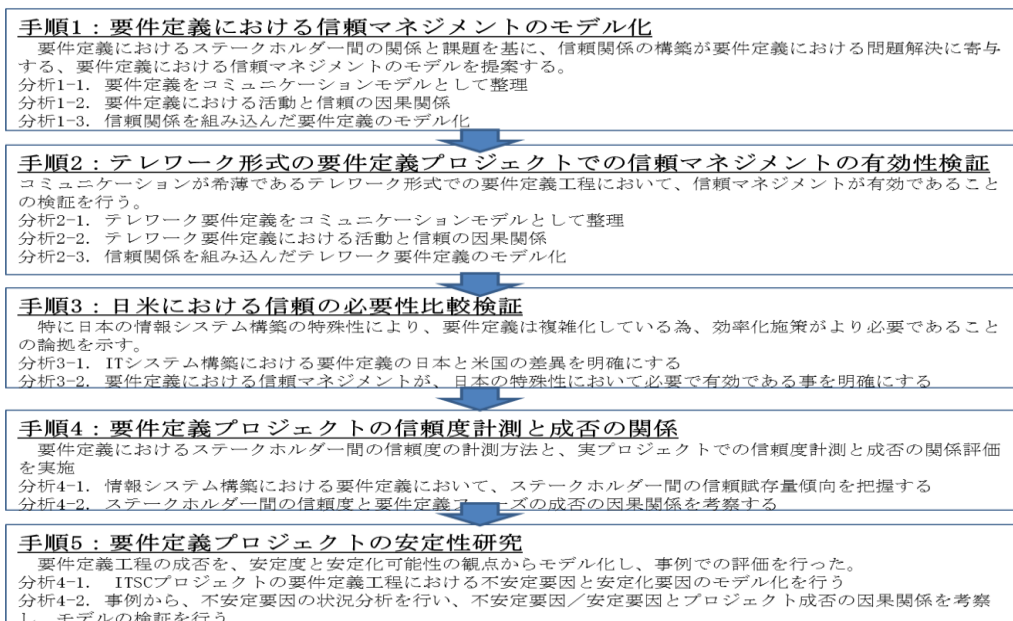 手順1：要件定義における信頼マネジメントのモデル化
要件定義におけるステークホルダー間の関係と課題を基に、信頼関係の構築が要件定義における問題解決に寄与
する、要件定義における信頼マネジメントのモデルを提案する。
分析1-1. 要件定義をコミュニケーションモデルとして整理
分析1-2. 要件定義における活動と信頼の因果関係
分析1-3. 信頼関係を組み込んだ要件定義のモデル化
手順2：テレワーク形式の要件定義プロジェクトでの信頼マネジメントの有効性検証
コミュニケーションが希薄であるテレワーク形式での要件定義工程において、信頼マネジメントが有効であること
の検証を行う。
分析2-1. テレワーク要件定義をコミュニケーションモデルとして整理
分析2-2. テレワーク要件定義における活動と信頼の因果関係
分析2-3. 信頼関係を組み込んだテレワーク要件定義のモデル化
手順3：日米における信頼の必要性比較検証
特に日本の情報システム構築の特殊性により、要件定義は複雑化している為、効率化施策がより必要であること
の論拠を示す。
分析3-1. ITシステム構築における要件定義の日本と米国の差異を明確にする
分析3-2. 要件定義における信頼マネジメントが、日本の特殊性において必要で有効である事を明確にする
手順4：要件定義プロジェクトの信頼度計測と成否の関係
要件定義におけるステークホルダー間の信頼度の計測方法と、実プロジェクトでの信頼度計測と成否の関係評価
を実施
分析4-1. 情報システム構築における要件定義において、ステークホルダー間の信頼賦存量傾向を把握する
分析4-2. ステークホルダー間の信頼度と要件定義フェーズの成否の因果関係を考察する
手順5：要件定義プロジェクトの安定性研究
要件定義工程の成否を、安定度と安定化可能性の観点からモデル化し、事例での評価を行った。
分析4-1. ITSCプロジェクトの要件定義工程における不安定要因と安定化要因のモデル化を行う
分析4-2. 事例から、不安定要因の状況分析を行い、不安定要因／安定要因とプロジェクト成否の因果関係を考察
し、モデルの検証を行う